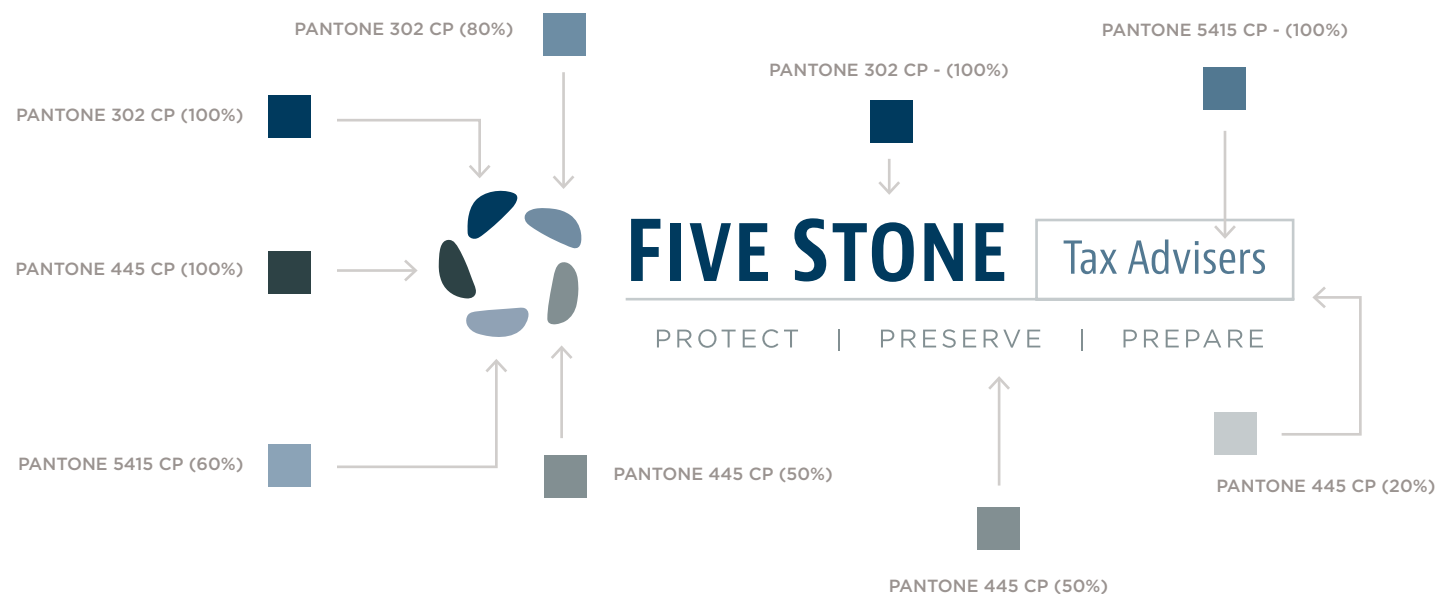 PANTONE 302 CP (80%)
PANTONE 5415 CP - (100%)
PANTONE 302 CP - (100%)
PANTONE 302 CP (100%)
FIVE STONE Tax Advisers
PANTONE 445 CP (100%)
PROTECT | PRESERVE | PREPARE
PANTONE 5415 CP (60%)
PANTONE 445 CP (50%)
PANTONE 445 CP (20%)
PANTONE 445 CP (50%)